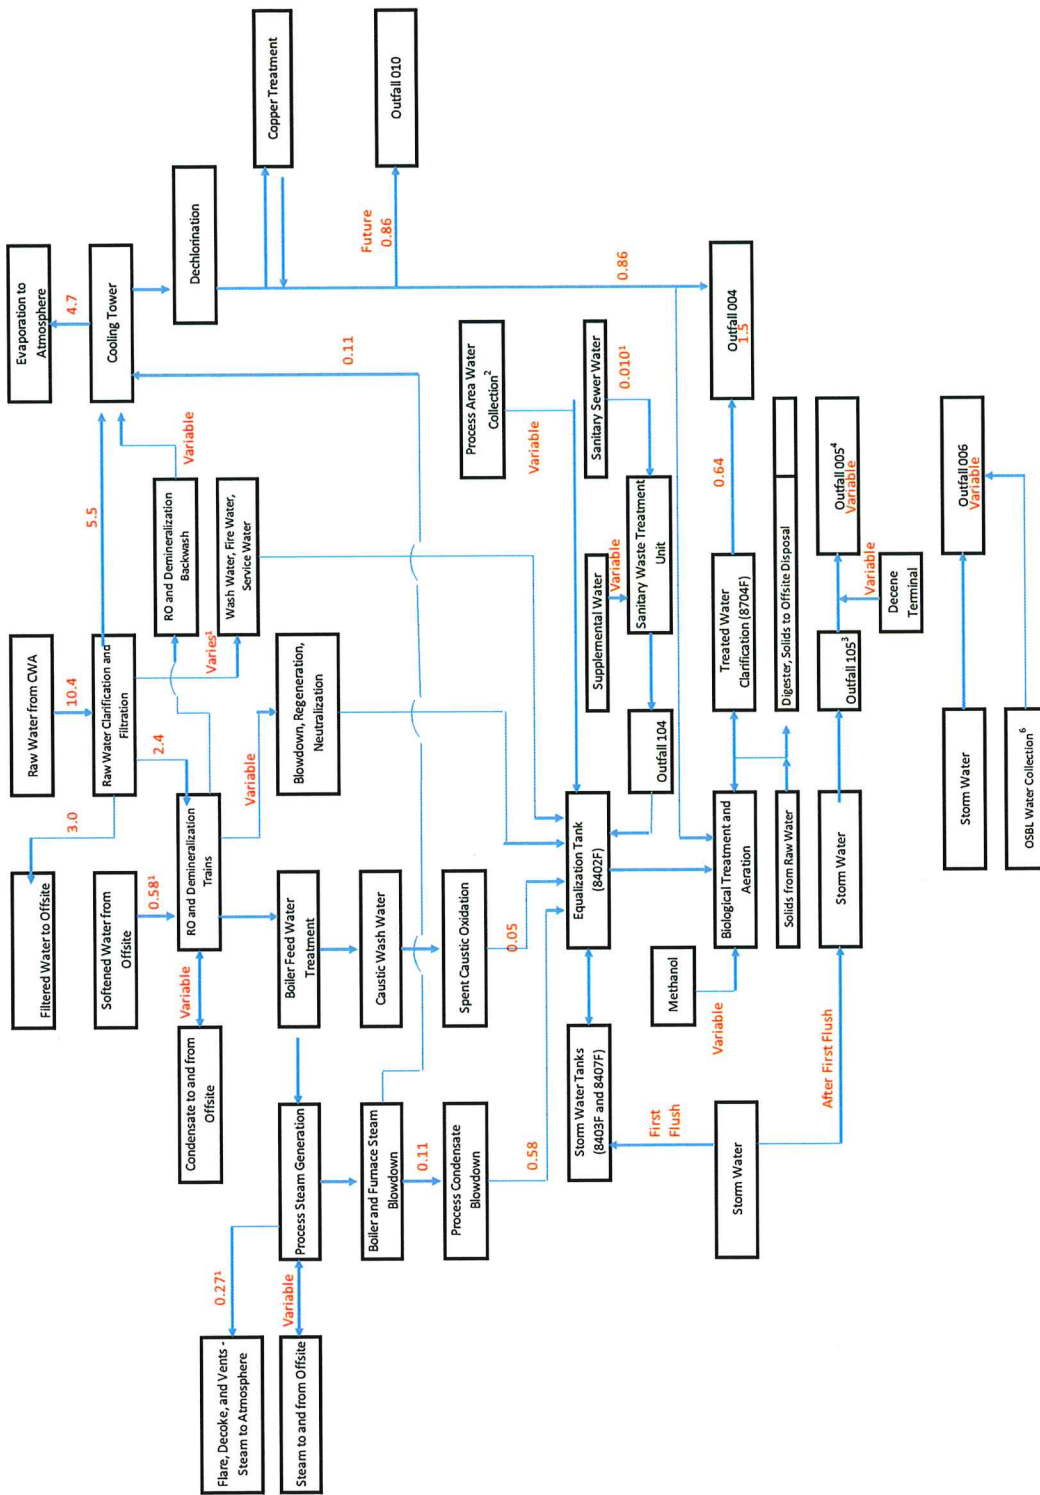 Raw Water from CWA
10.4
Raw Water Clarification and
Filtration
5.5
3.0
2.4
Varies¹
Filtered Water to Offsite
Softened Water from
Offsite
0.58¹
RO and Demineralization
Trains
Variable
Condensate to and from
Offsite
Variable
RO and Demineralization
Backwash
Variable
Wash Water, Fire Water,
Service Water
Blowdown, Regeneration,
Neutralization
Evaporation to
Atmosphere
4.7
Cooling Tower
0.11
Dechlorination
Copper Treatment
Future
0.86
Outfall 010
0.86
Outfall 004
1.5
Flare, Decoke, and Vents -
Steam to Atmosphere
0.27¹
Steam to and from Offsite
Variable
Process Steam Generation
Boiler Feed Water
Treatment
Boiler and Furnace Steam
Blowdown
0.11
Process Condensate
Blowdown
0.58
Caustic Wash Water
Spent Caustic Oxidation
0.05
Process Area Water
Collection²
Variable
Sanitary Sewer Water
0.010¹
Supplemental Water
Variable
Sanitary Waste Treatment
Unit
Outfall 104
Equalization Tank
(8402F)
Storm Water Tanks
(8403F and 8407F)
First
Flush
Storm Water
After First Flush
Methanol
Variable
Biological Treatment and
Aeration
Treated Water
Clarification (8704F)
0.64
Solids from Raw Water
Digester, Solids to Offsite Disposal
Storm Water
Outfall 105³
Decene
Terminal
Variable
Outfall 005⁴
Variable
Storm Water
OSBL Water Collection⁶
Outfall 006
Variable